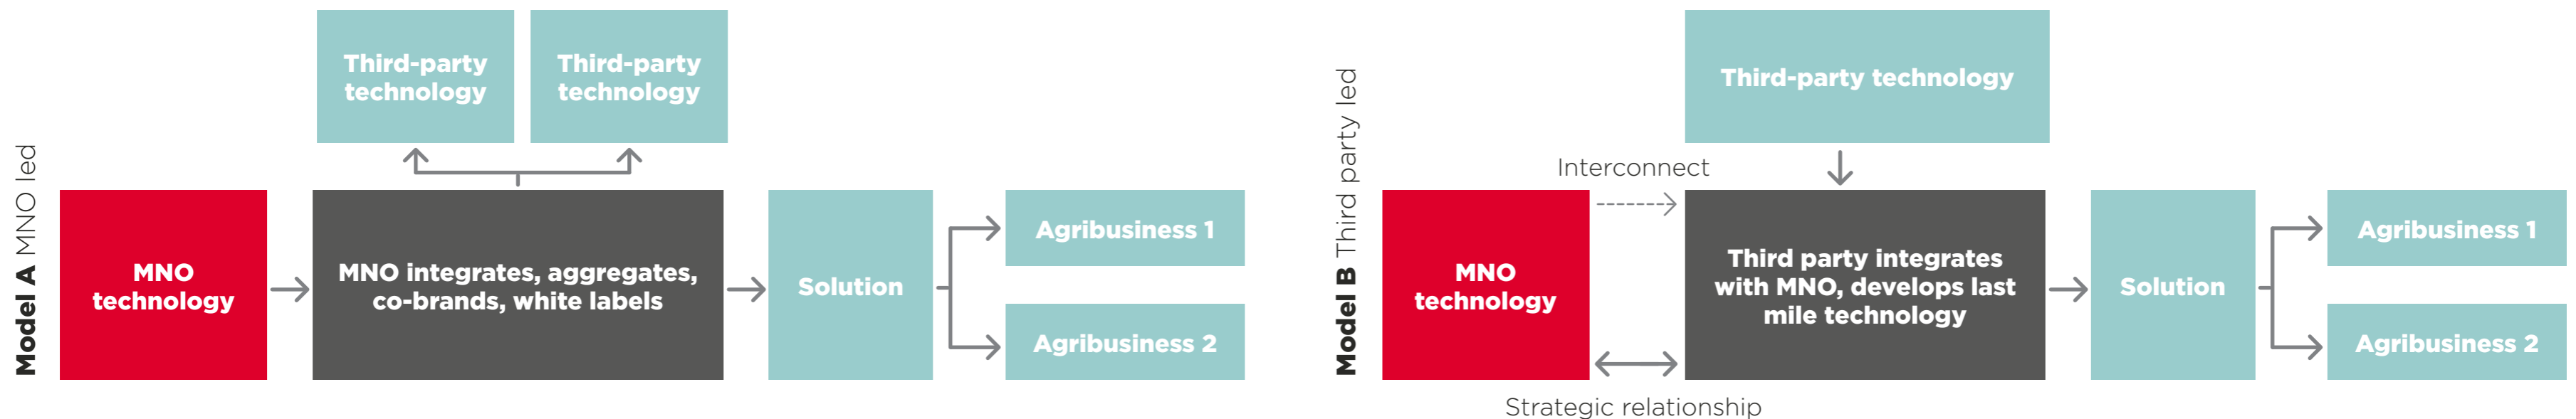 Model A MNO led
Third-party
technology
Third-party
technology
MNO
technology
MNO integrates, aggregates,
co-brands, white labels
Solution
Agribusiness 1
Agribusiness 2
Model B Third party led
Third-party technology
Interconnect
MNO
technology
Third party integrates
with MNO, develops last
mile technology
Solution
Agribusiness 1
Agribusiness 2
Strategic relationship